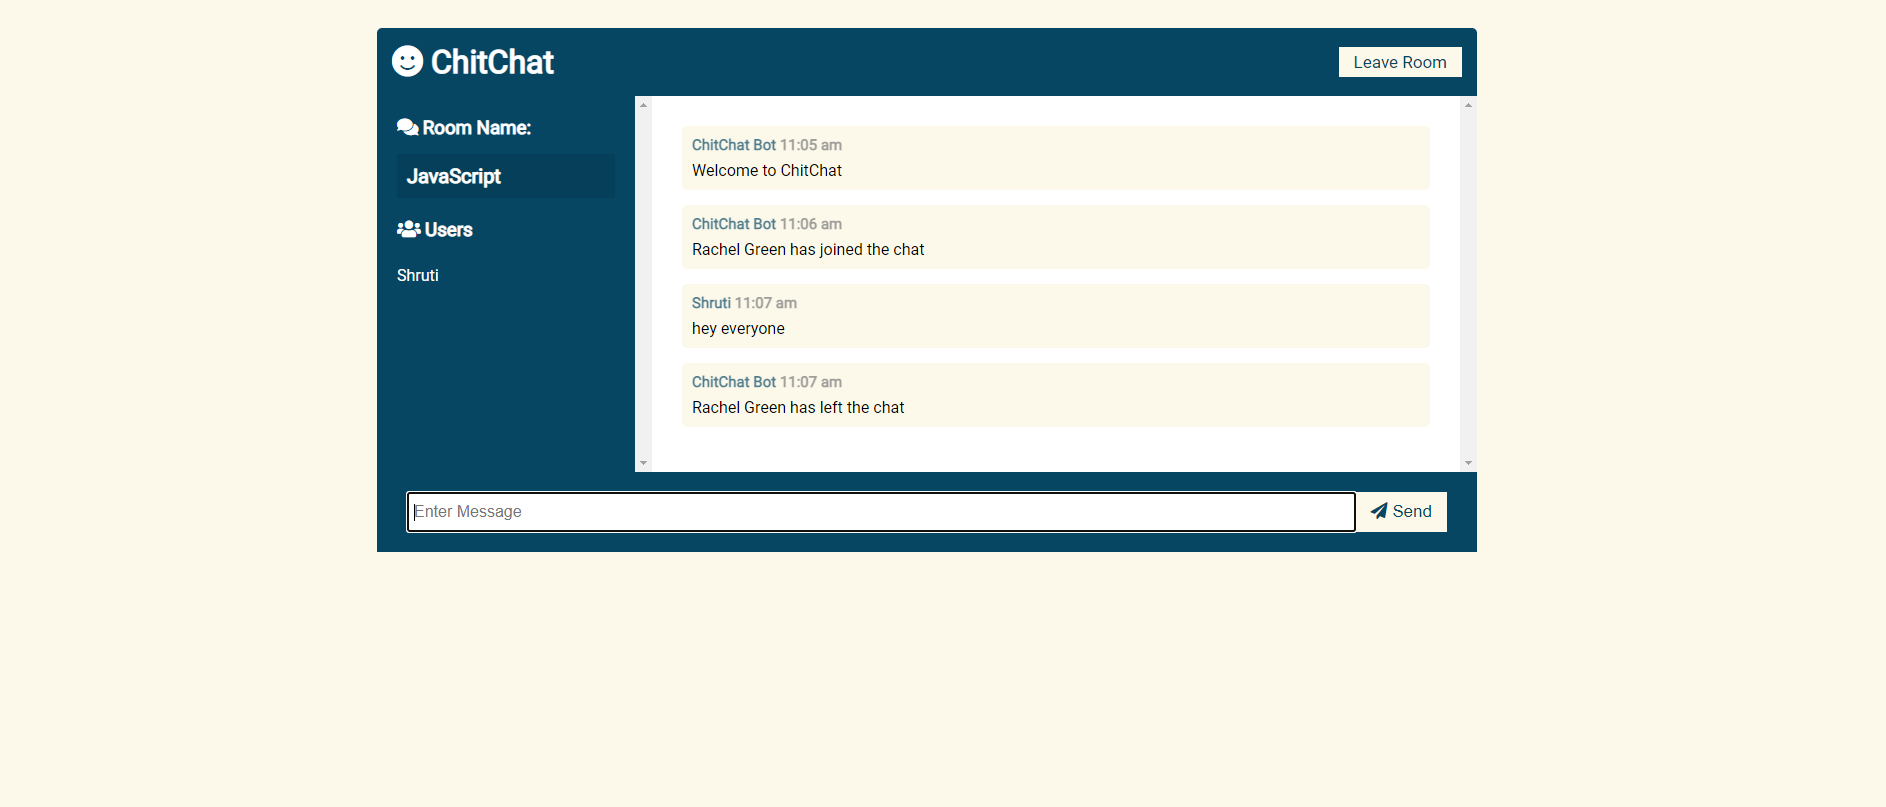 ChitChat
Leave Room
Room Name:
JavaScript
Users
Shruti
ChitChat Bot 11:05 am
Welcome to ChitChat
ChitChat Bot 11:06 am
Rachel Green has joined the chat
Shruti 11:07 am
hey everyone
ChitChat Bot 11:07 am
Rachel Green has left the chat
Enter Message
Send